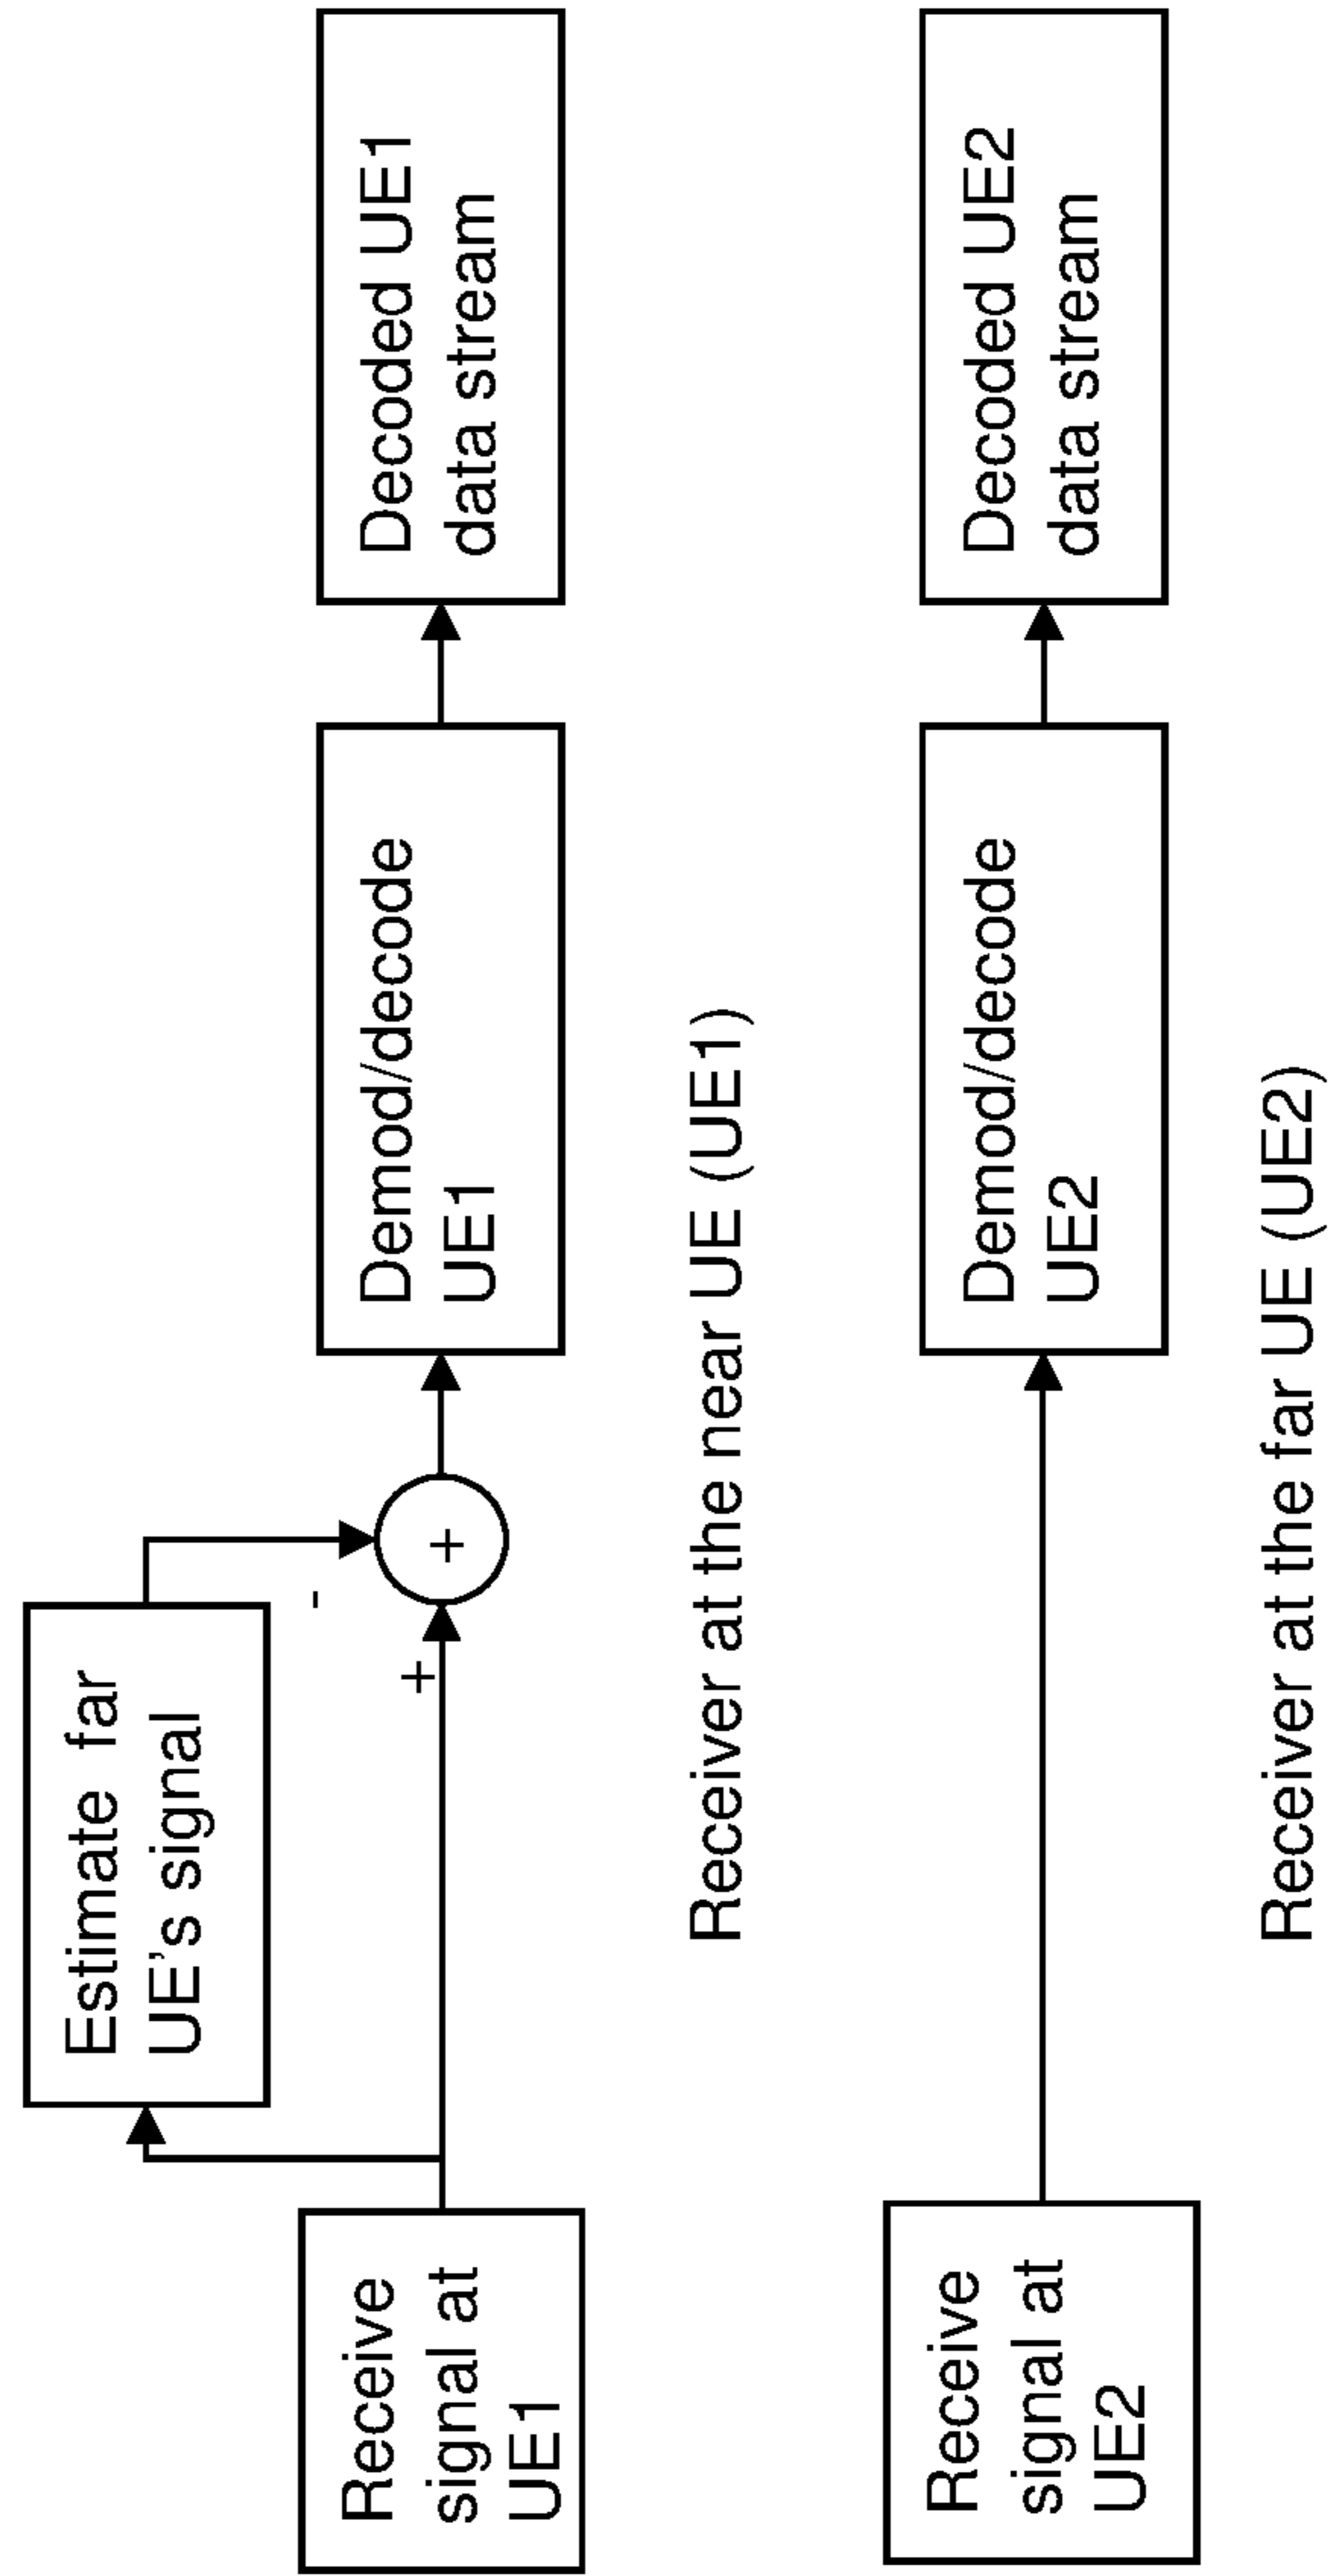 Receive
signal at
UE1
Estimate far
UE’s signal
-
+
+
Demod/decode
UE1
Decoded UE1
data stream
Receiver at the near UE (UE1)
Receive
signal at
UE2
Demod/decode
UE2
Decoded UE2
data stream
Receiver at the far UE (UE2)